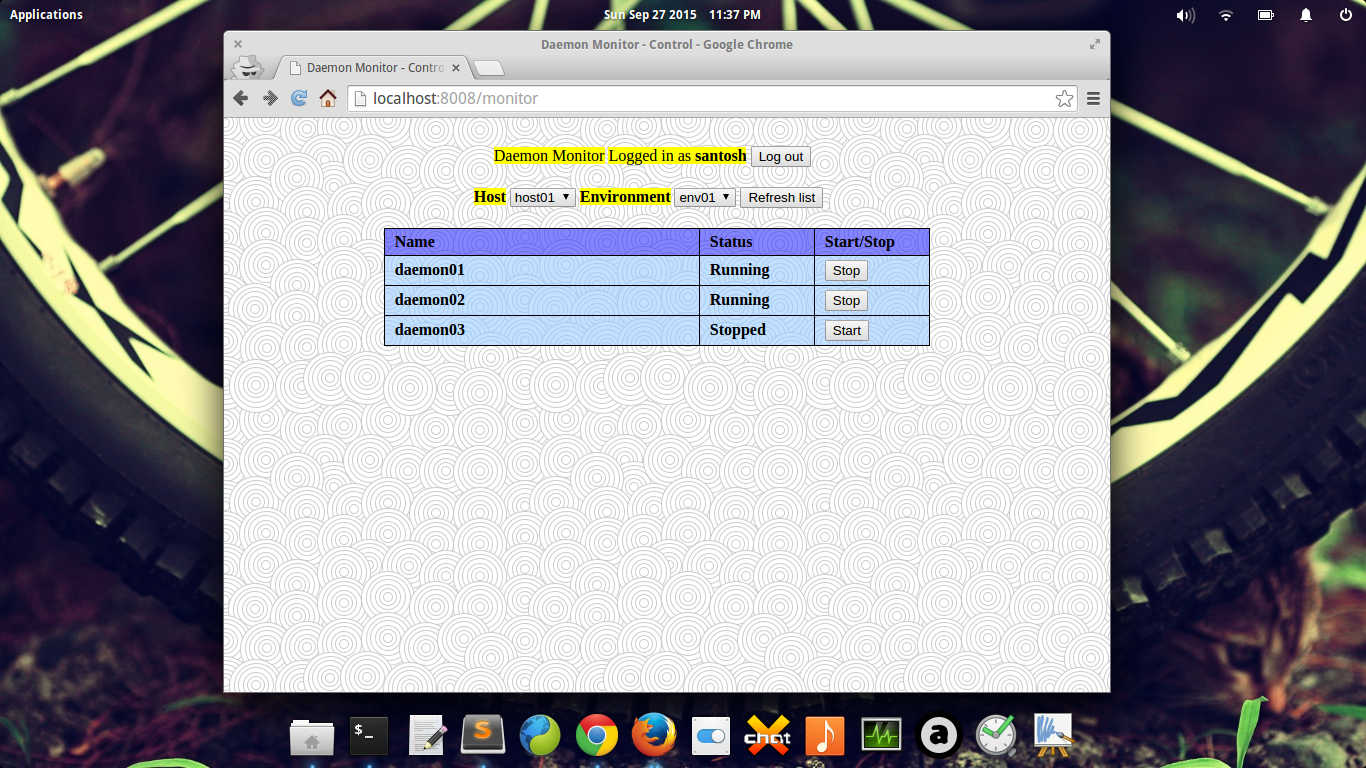 Applications Sun Sep 27 2015 11:37 PM
Daemon Monitor - Control - Google Chrome
Daemon Monitor - Contro
localhost:8008/monitor
Daemon Monitor Logged in as santosh Log out
Host host01 Environment env01 Refresh list
Name Status Start/Stop
daemon01 Running Stop
daemon02 Running Stop
daemon03 Stopped Start
$_ S X chat a